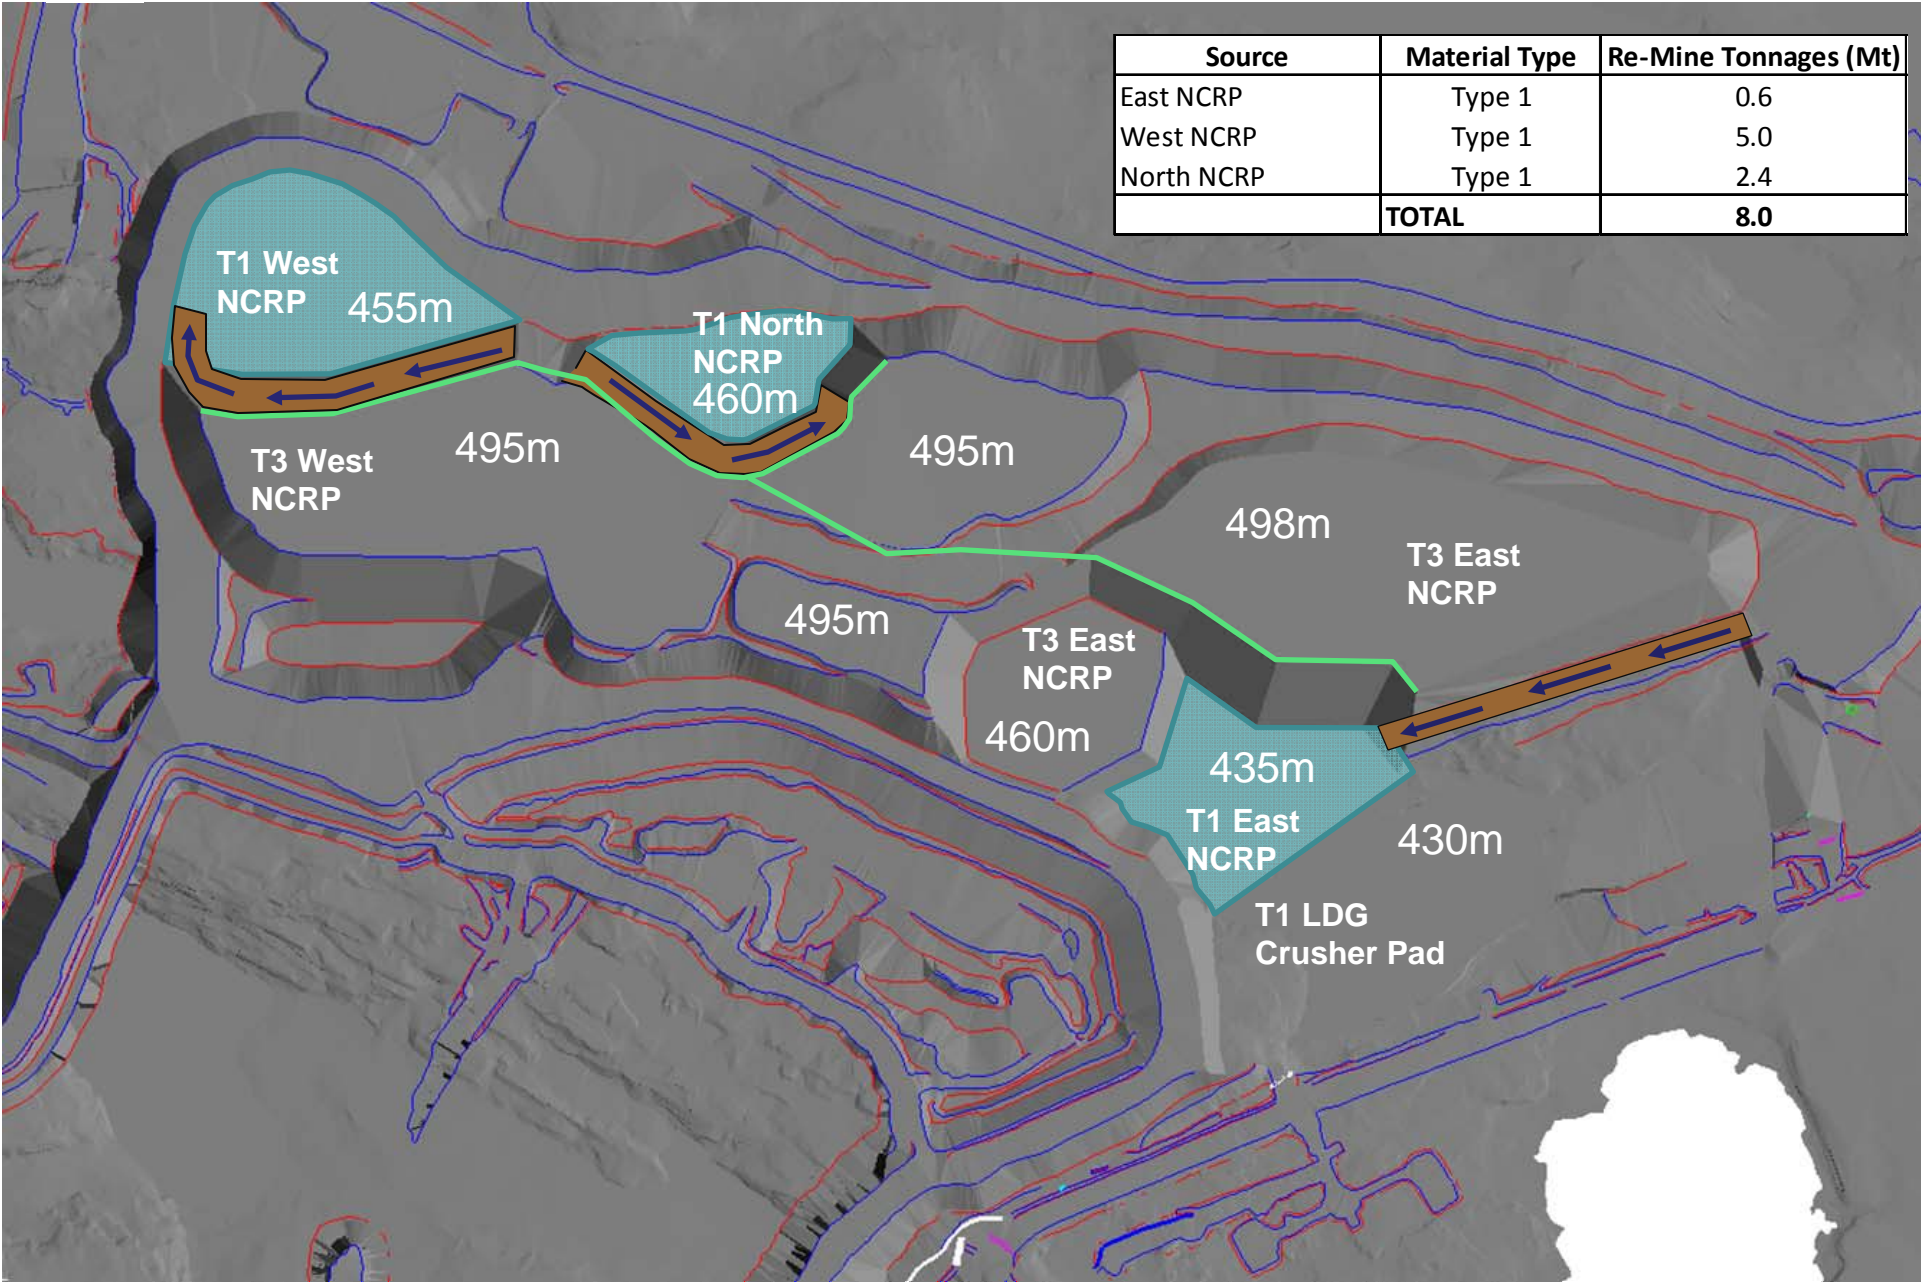 Source Material Type Re-Mine Tonnages (Mt)
East NCRP Type 1 0.6
West NCRP Type 1 5.0
North NCRP Type 1 2.4
TOTAL 8.0
T1 West
NCRP
455m
T1 North
NCRP
460m
T3 West
NCRP
495m
495m
498m
T3 East
NCRP
495m
T3 East
NCRP
460m
435m
T1 East
NCRP
430m
T1 LDG
Crusher Pad